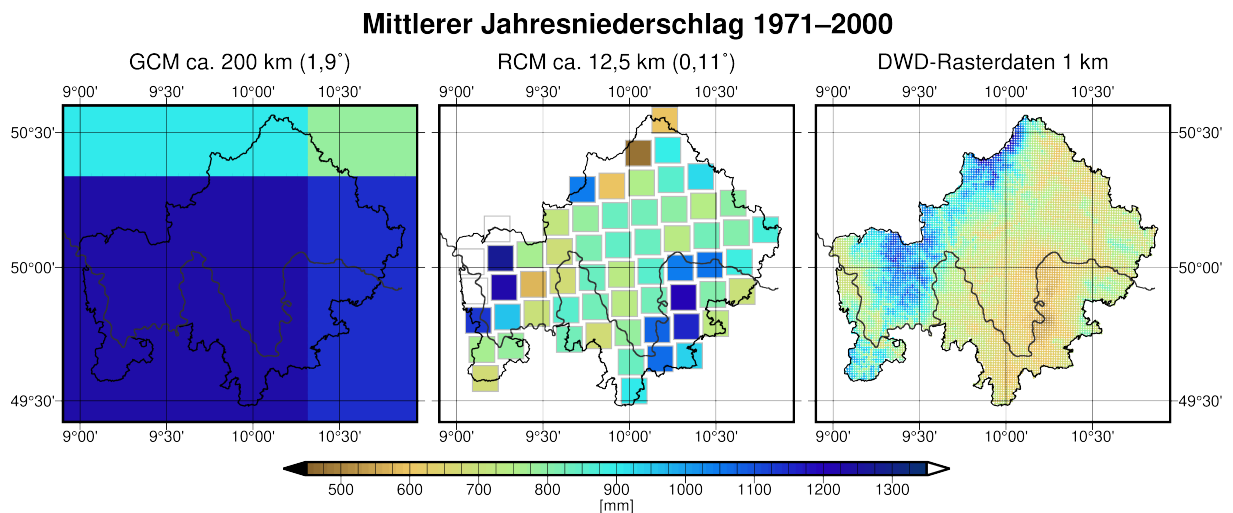 Mittlerer Jahresniederschlag 1971–2000
GCM ca. 200 km (1,9˚) RCM ca. 12,5 km (0,11˚) DWD-Rasterdaten 1 km
9°00' 9°30' 10°00' 10°30' 9°00' 9°30' 10°00' 10°30' 9°00' 9°30' 10°00' 10°30'
50°30' 50°30'
50°00' 50°00'
49°30' 49°30'
9°00' 9°30' 10°00' 10°30' 9°00' 9°30' 10°00' 10°30' 9°00' 9°30' 10°00' 10°30'
500 600 700 800 900 1000 1100 1200 1300
[mm]